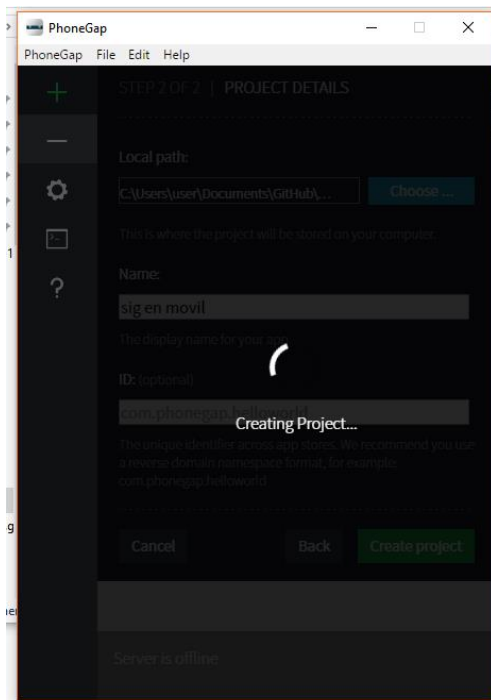 PhoneGap
PhoneGap File Edit Help
STEP 2 OF 2 | PROJECT DETAILS
Local path:
C:\Users\user\Documents\GitHub\...
Choose ...
This is where the project will be stored on your computer.
1
Name:
sig en movil
The display name for your app
ID: (optional)
com.phonegap.helloworld
Creating Project...
The unique identifier across app stores. We recommend you use
a reverse domain namespace format, for example:
com.phonegap.helloworld
g
Cancel Back Create project
Server is offline